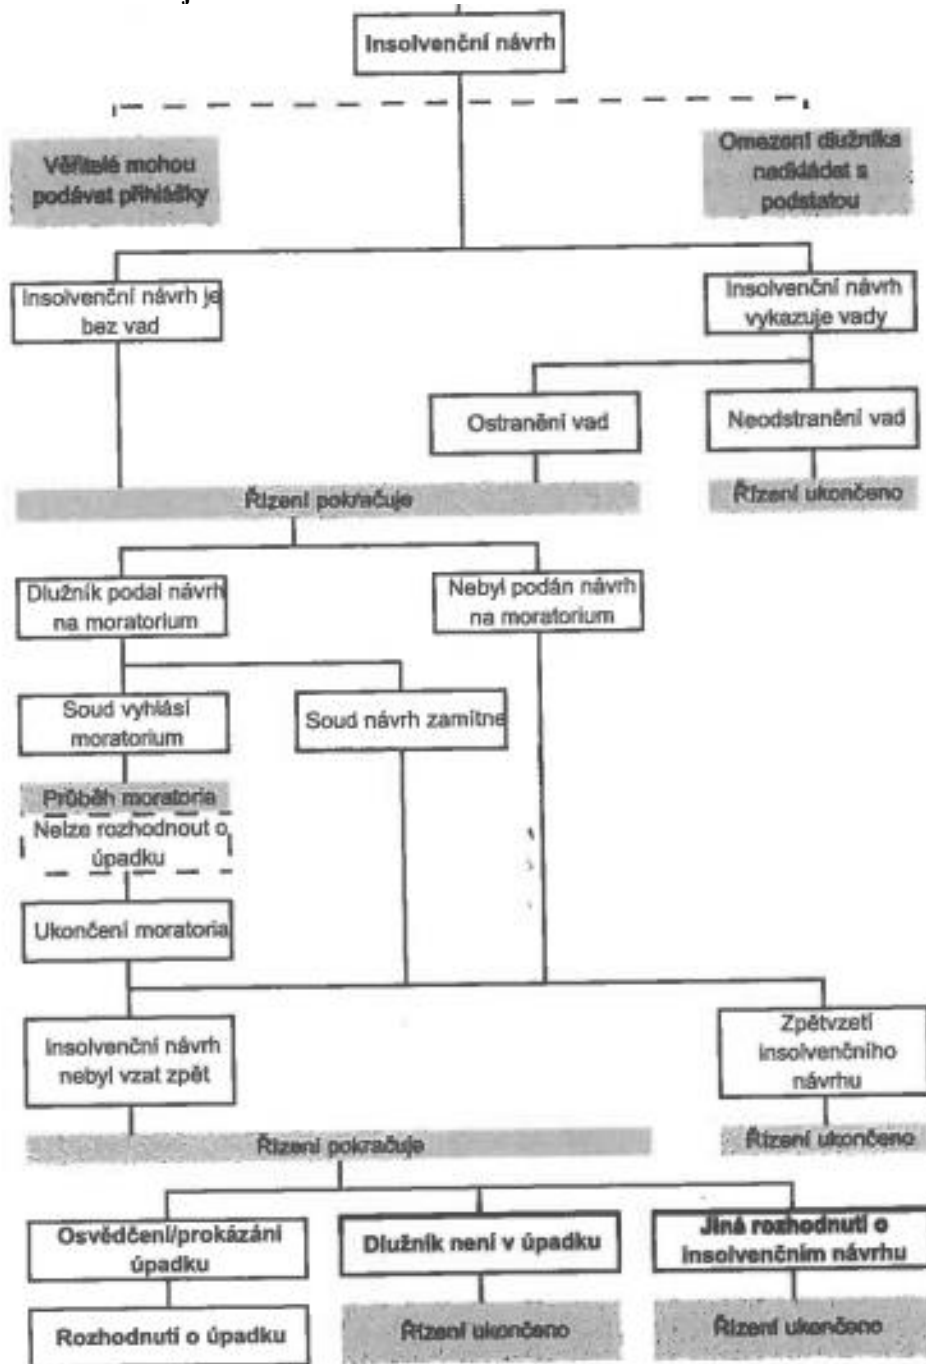 Insolvenční návrh
Věřitelé mohou
podávat přihlášky
Omezení dlužníka
nadkládat s
podstatou
Insolvenční návrh je
bez vad
Insolvenční návrh
vykazuje vady
Ostranění vad
Neodstranění vad
Řízení pokračuje
Řízení ukončeno
Dlužník podal návrh
na moratorium
Nebyl podán návrh
na moratorium
Soud vyhlásí
moratorium
Soud návrh zamítne
Průběh moratoria
Nelze rozhodnout o
úpadku
Ukončení moratoria
Insolvenční návrh
nebyl vzat zpět
Zpětvzetí
insolvenčního
návrhu
Řízení pokračuje
Řízení ukončeno
Osvědčení/prokázání
úpadku
Dlužník není v úpadku
Jiná rozhodnutí o
insolvenčním návrhu
Rozhodnutí o úpadku
Řízení ukončeno
Řízení ukončeno